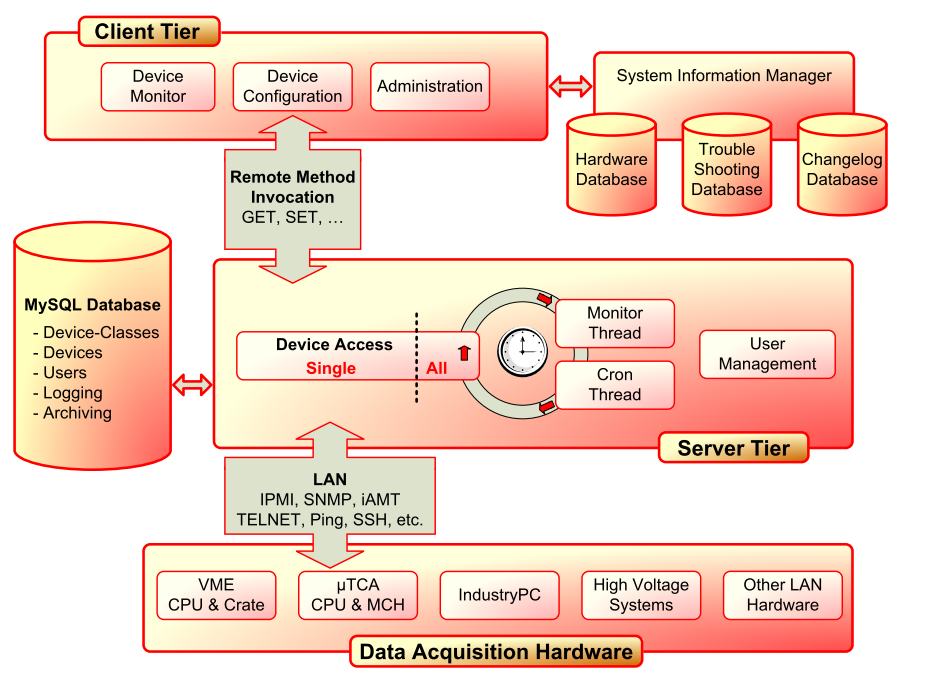 Client Tier
Device
Monitor
Device
Configuration
Administration
System Information Manager
Hardware
Database
Trouble
Shooting
Database
Changelog
Database
Remote Method
Invocation
GET, SET, …
MySQL Database
- Device-Classes
- Devices
- Users
- Logging
- Archiving
Device Access
Single
All
Monitor
Thread
Cron
Thread
User
Management
Server Tier
LAN
IPMI, SNMP, iAMT
TELNET, Ping, SSH, etc.
VME
CPU & Crate
µTCA
CPU & MCH
IndustryPC
High Voltage
Systems
Other LAN
Hardware
Data Acquisition Hardware